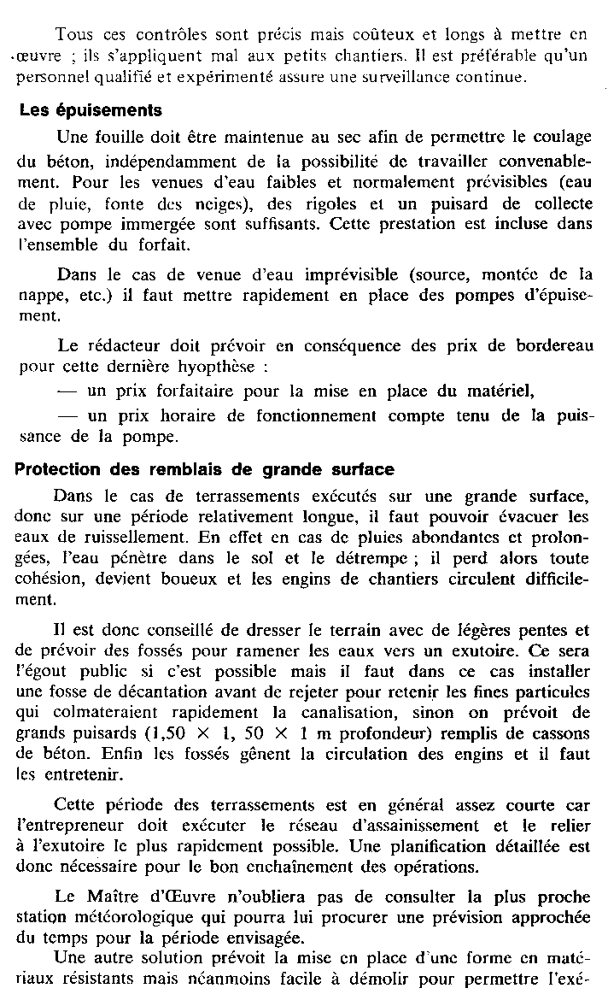 Tous ces contrôles sont précis mais coûteux et longs à mettre en
œuvre ; ils s'appliquent mal aux petits chantiers. Il est préférable qu'un
personnel qualifié et expérimenté assure une surveillance continue.
Les épuisements
Une fouille doit être maintenue au sec afin de permettre le coulage
du béton, indépendamment de la possibilité de travailler convenable-
ment. Pour les venues d'eau faibles et normalement prévisibles (eau
de pluie, fonte des neiges), des rigoles et un puisard de collecte
avec pompe immergée sont suffisants. Cette prestation est incluse dans
l'ensemble du forfait.
Dans le cas de venue d'eau imprévisible (source, montée de la
nappe, etc.) il faut mettre rapidement en place des pompes d'épuise-
ment.
Le rédacteur doit prévoir en conséquence des prix de bordereau
pour cette dernière hyopthèse :
— un prix forfaitaire pour la mise en place du matériel,
— un prix horaire de fonctionnement compte tenu de la puis-
sance de la pompe.
Protection des remblais de grande surface
Dans le cas de terrassements exécutés sur une grande surface,
donc sur une période relativement longue, il faut pouvoir évacuer les
eaux de ruissellement. En effet en cas de pluies abondantes et prolon-
gées, l'eau pénètre dans le sol et le détrempe ; il perd alors toute
cohésion, devient boueux et les engins de chantiers circulent difficile-
ment.
Il est donc conseillé de dresser le terrain avec de légères pentes et
de prévoir des fossés pour ramener les eaux vers un exutoire. Ce sera
l'égout public si c'est possible mais il faut dans ce cas installer
une fosse de décantation avant de rejeter pour retenir les fines particules
qui colmateraient rapidement la canalisation, sinon on prévoit de
grands puisards (1,50 × 1, 50 × 1 m profondeur) remplis de cassons
de béton. Enfin les fossés gênent la circulation des engins et il faut
les entretenir.
Cette période des terrassements est en général assez courte car
l'entrepreneur doit exécuter le réseau d'assainissement et le relier
à l'exutoire le plus rapidement possible. Une planification détaillée est
donc nécessaire pour le bon enchaînement des opérations.
Le Maître d'Œuvre n'oubliera pas de consulter la plus proche
station météorologique qui pourra lui procurer une prévision approchée
du temps pour la période envisagée.
Une autre solution prévoit la mise en place d'une forme en maté-
riaux résistants mais néanmoins facile à démolir pour permettre l'exé-